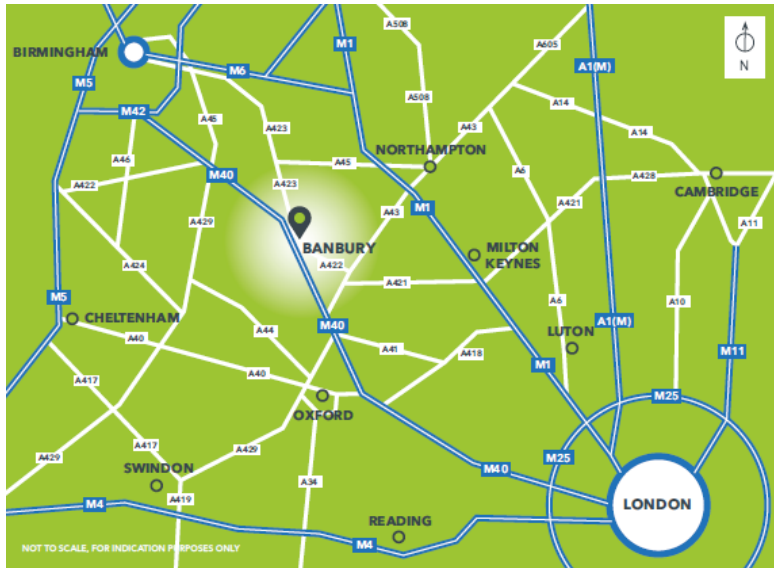 A508
A605
M1
BIRMINGHAM
A1(M)
N
M6
M5
A508
A14
M42
A45
A423
A43
A14
NORTHAMPTON
A46
A45
A6
M40
A423
A428
CAMBRIDGE
A422
A421
A429
A43
M1
A11
BANBURY
MILTON
KEYNES
A424
A422
A421
M5
A6
A10
CHELTENHAM
A1(M)
M40
A44
LUTON
A40
A41
A418
M11
M1
A40
A417
M25
OXFORD
A417
A429
A429
M25
SWINDON
M40
A34
A419
M4
LONDON
READING
M4
NOT TO SCALE, FOR INDICATION PURPOSES ONLY